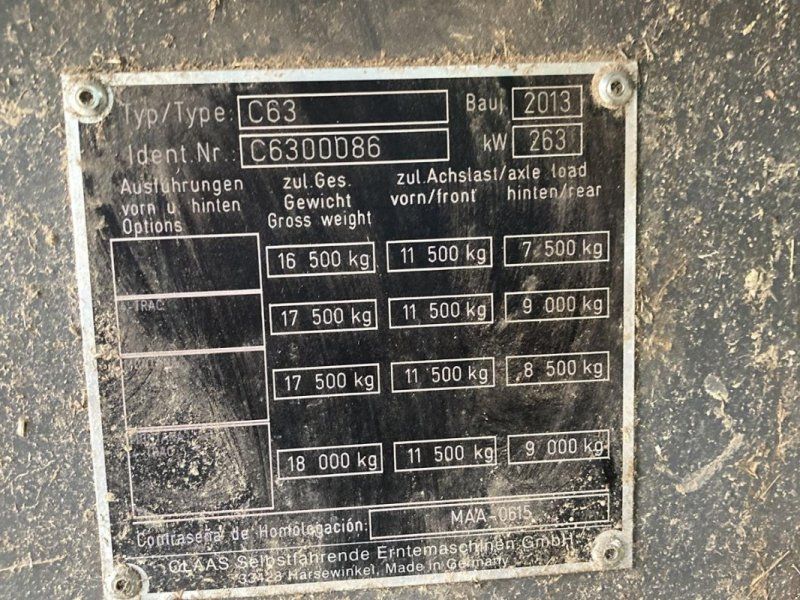 Typ/Type: C63 Bauj. 2013
Ident.Nr.: C6300086 kW 263
Ausführungen vorn u hinten Options
zul.Ges. Gewicht Gross weight
zul.Achslast/axle load
vorn/front hinten/rear
16 500 kg 11 500 kg 7 500 kg
TRAC 17 500 kg 11 500 kg 9 000 kg
17 500 kg 11 500 kg 8 500 kg
TRAC 18 000 kg 11 500 kg 9 000 kg
Contraseña de Homologación: MAA-0615
CLAAS Selbstfahrende Erntemaschinen GmbH
33428 Harsewinkel, Made in Germany